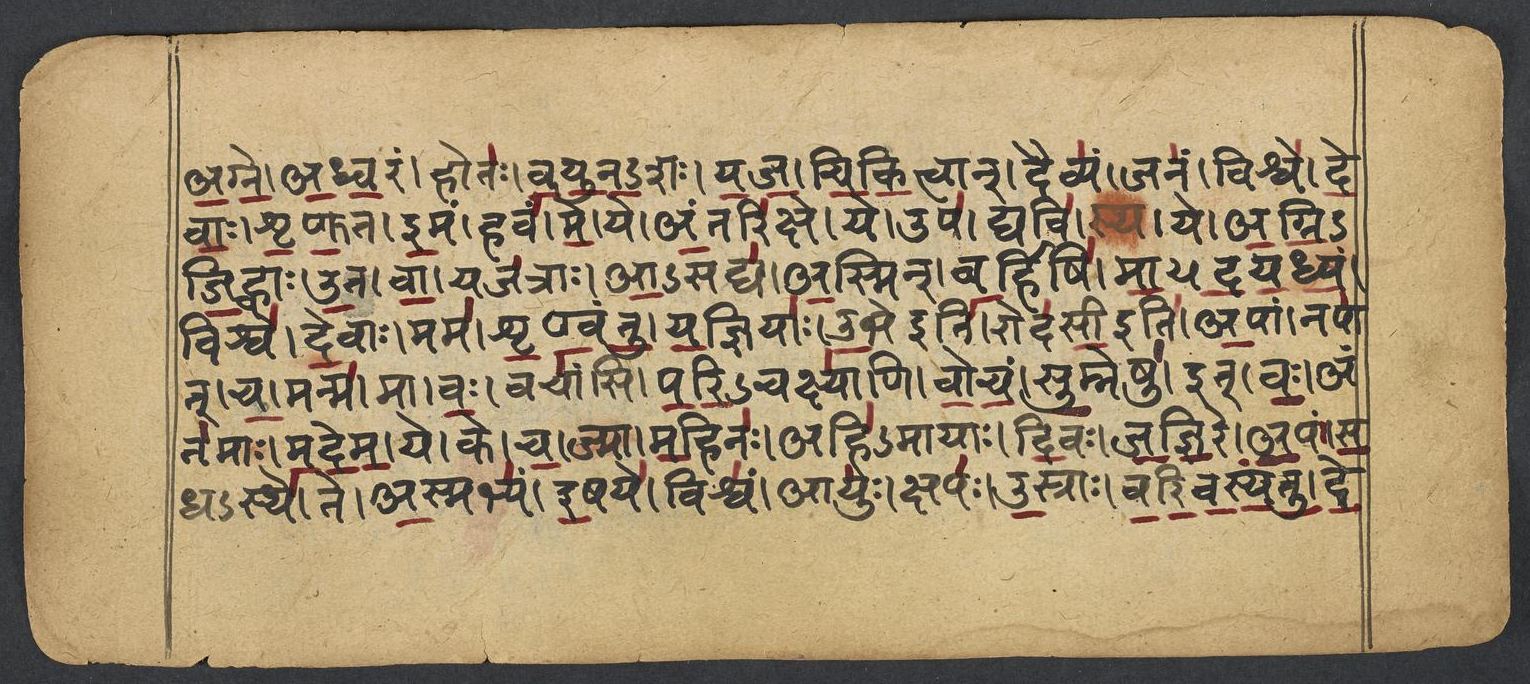 अग्ने। अध्वरं। होतः। वयुनऽशः। यज। चिकित्वान्। दैव्यं। जनं। विश्वे। दे
वाः। शृणुत। इमं। हवं। मे। ये। अंतरिक्षे। ये। उप। द्यवि। स्थ। ये। अग्निऽ
जिह्वाः। उत। वा। यजत्राः। आऽसद्य। अस्मिन्। बर्हिषि। मादयध्वं।
विश्वे। देवाः। मम। शृण्वंतु। यज्ञियाः। उभे इति। रोदसी इति। अपां। नपा
त्। च। मन्म। मा। वः। वचांसि। परिऽचक्ष्याणि। वोचं। सुम्नेषु। इत्। वः। अं
तमाः। मदेम। ये। के। च। ज्मा। महिनः। अहिऽमायाः। दिवः। जज्ञिरे। अपां। स
धऽस्थे। ते। अस्मभ्यं। इषये। विश्वं। आयुः। क्षपः। उस्राः। वरिवस्यंतु। दे